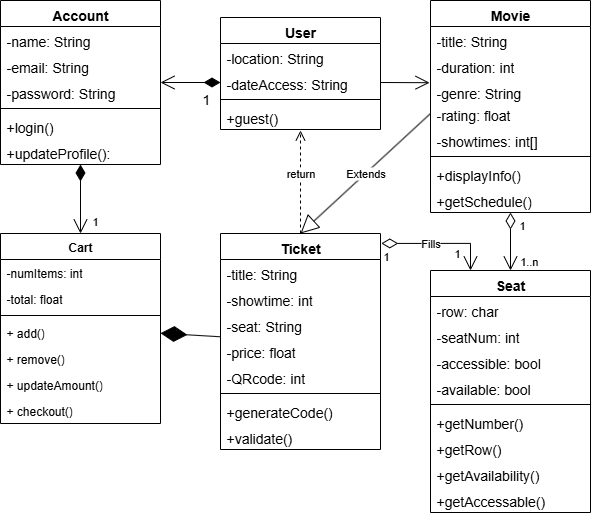 Account
-name: String
-email: String
-password: String
+login()
+updateProfile():
User
-location: String
-dateAccess: String
+guest()
Movie
-title: String
-duration: int
-genre: String
-rating: float
-showtimes: int[]
+displayInfo()
+getSchedule()
1
1
return
Extends
1
1..n
Cart
-numItems: int
-total: float
+ add()
+ remove()
+ updateAmount()
+ checkout()
Ticket
-title: String
-showtime: int
-seat: String
-price: float
-QRcode: int
+generateCode()
+validate()
1
Fills
1
Seat
-row: char
-seatNum: int
-accessible: bool
-available: bool
+getNumber()
+getRow()
+getAvailability()
+getAccessable()